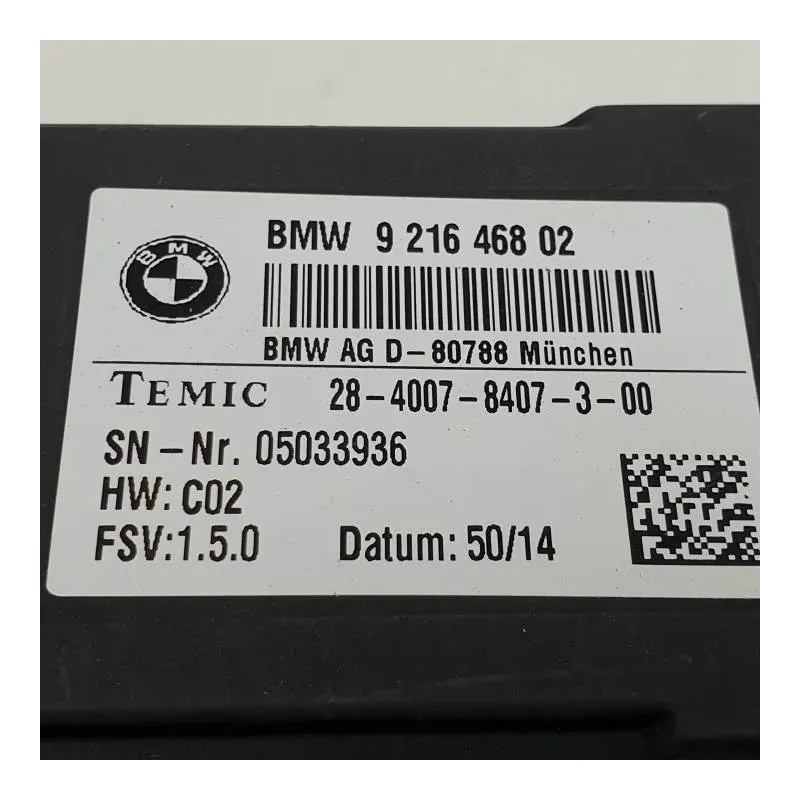 BMW 9 216 468 02
BMW
BMW AG D-80788 München
TEMIC 28-4007-8407-3-00
SN-Nr. 05033936
HW: C02
FSV:1.5.0 Datum: 50/14